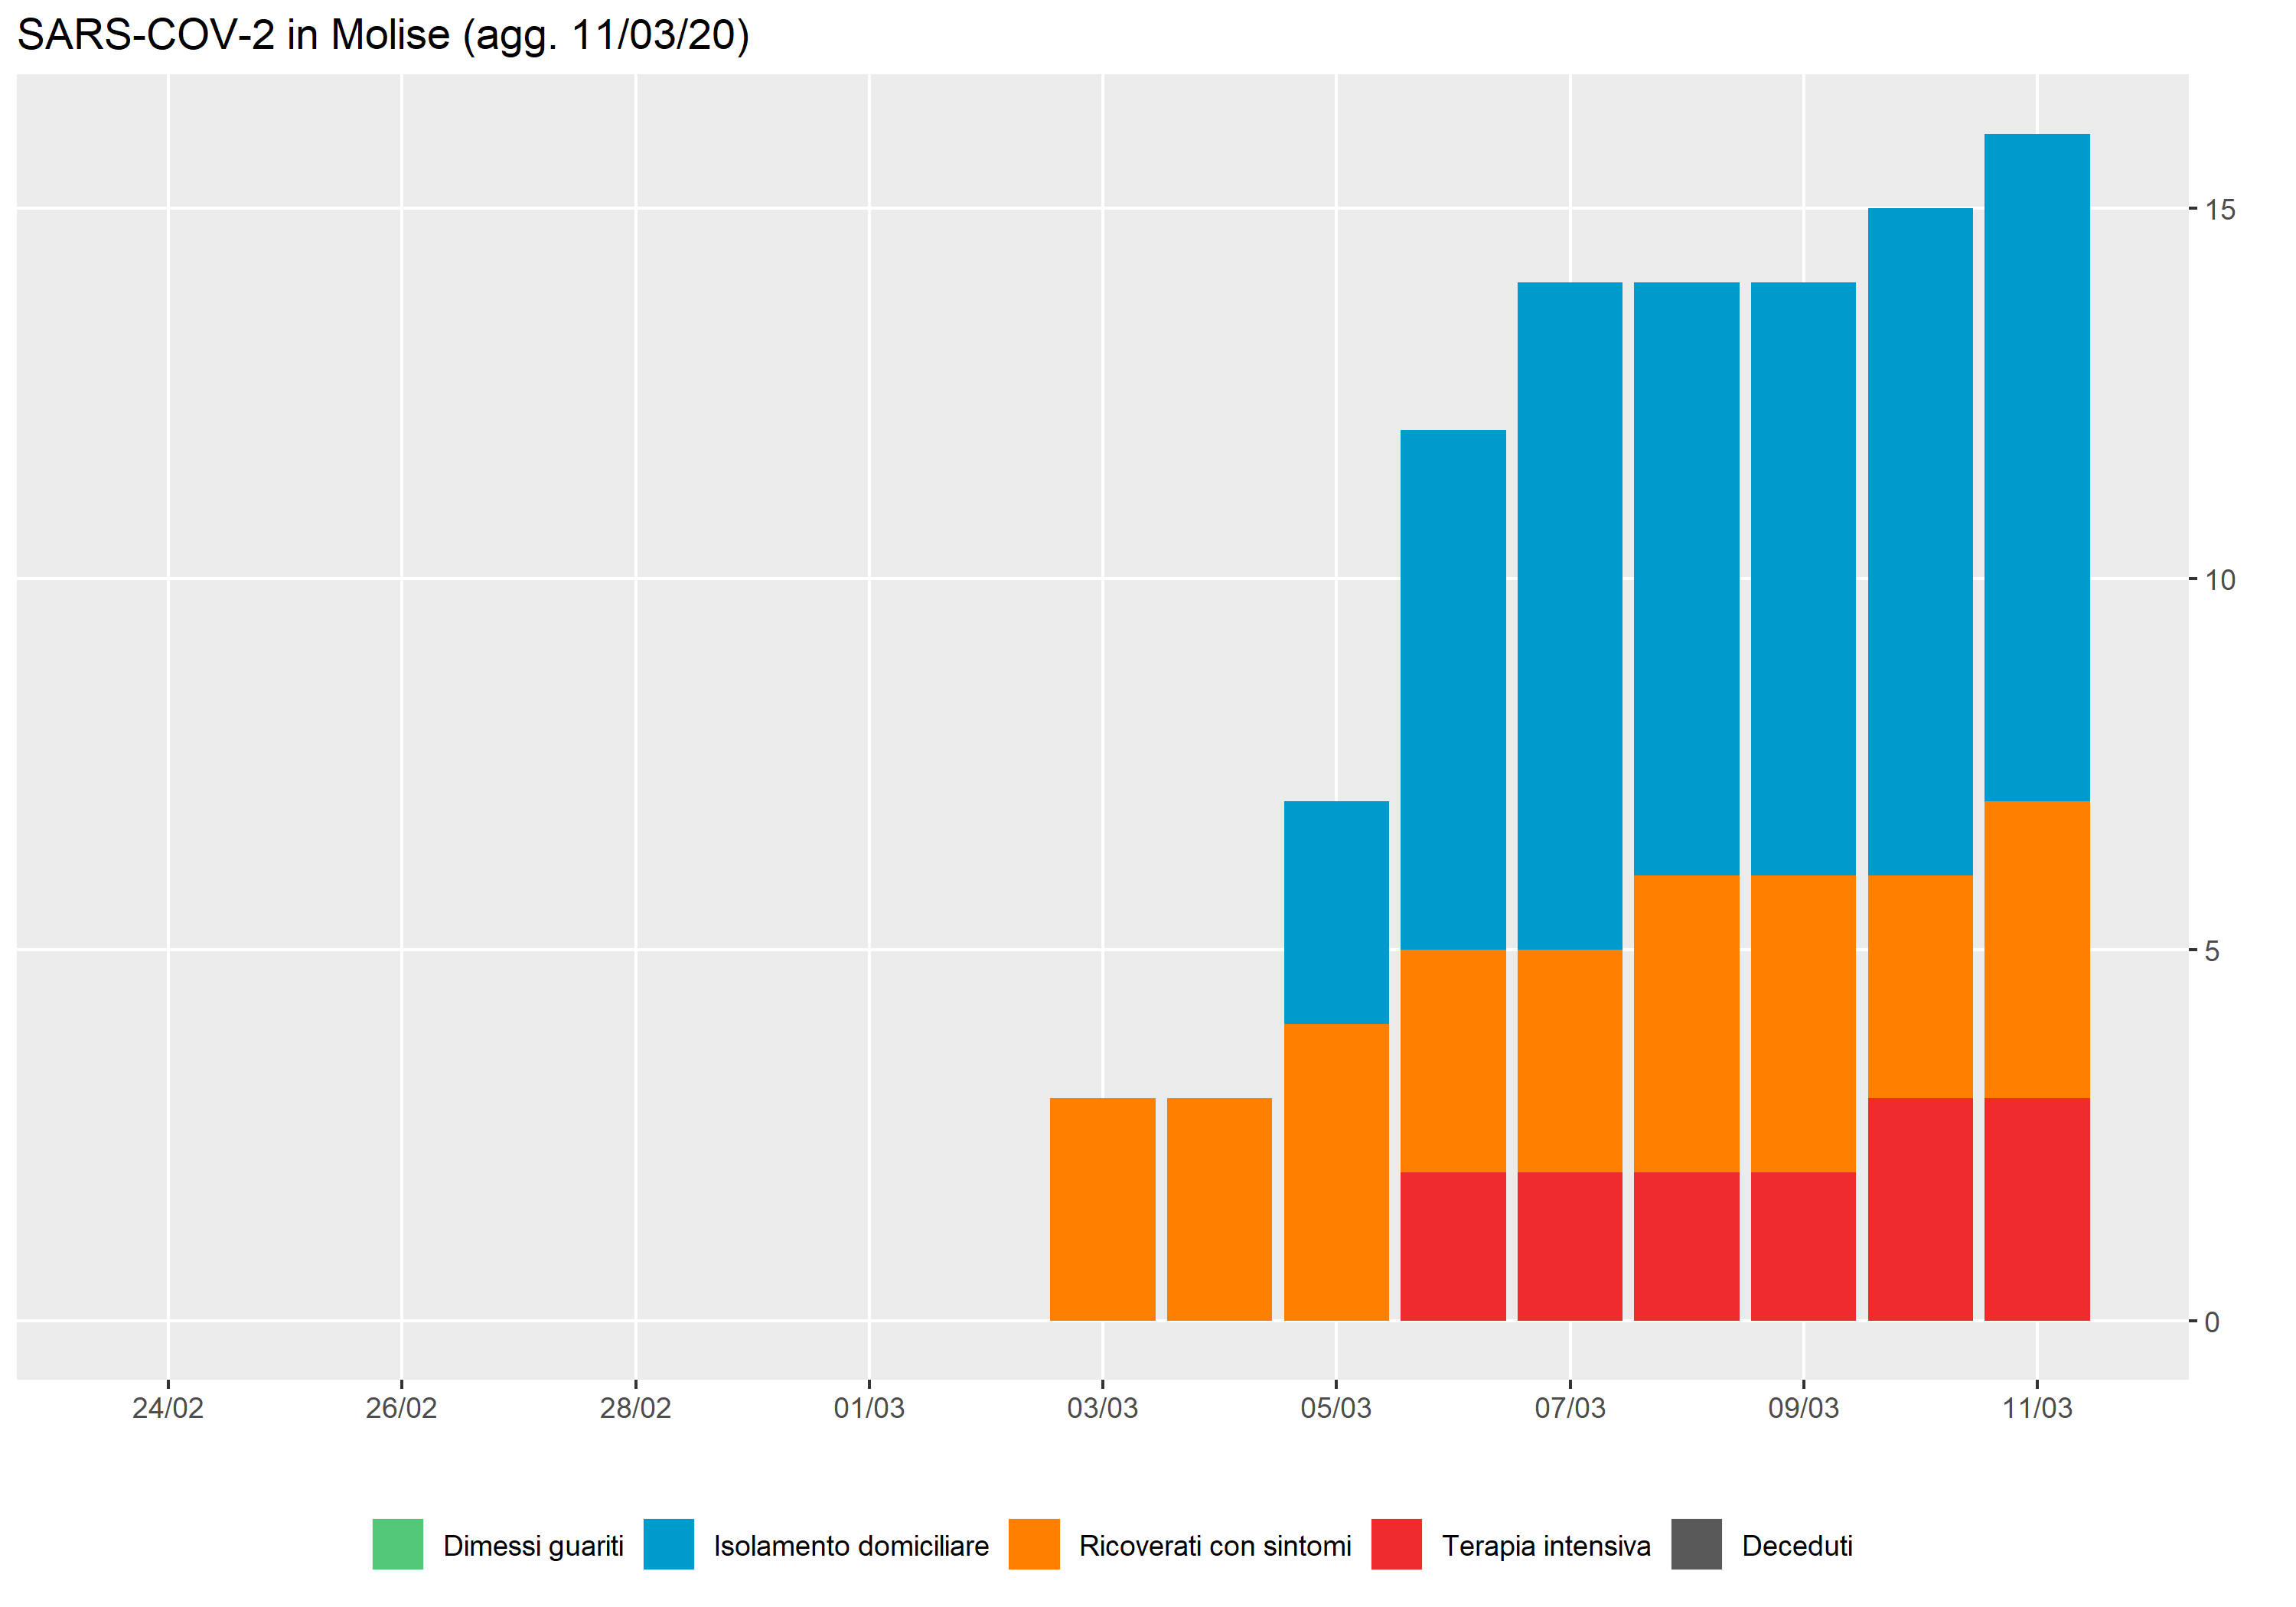 SARS-COV-2 in Molise (agg. 11/03/20)
15
10
5
0
24/02 26/02 28/02 01/03 03/03 05/03 07/03 09/03 11/03
Dimessi guariti Isolamento domiciliare Ricoverati con sintomi Terapia intensiva Deceduti